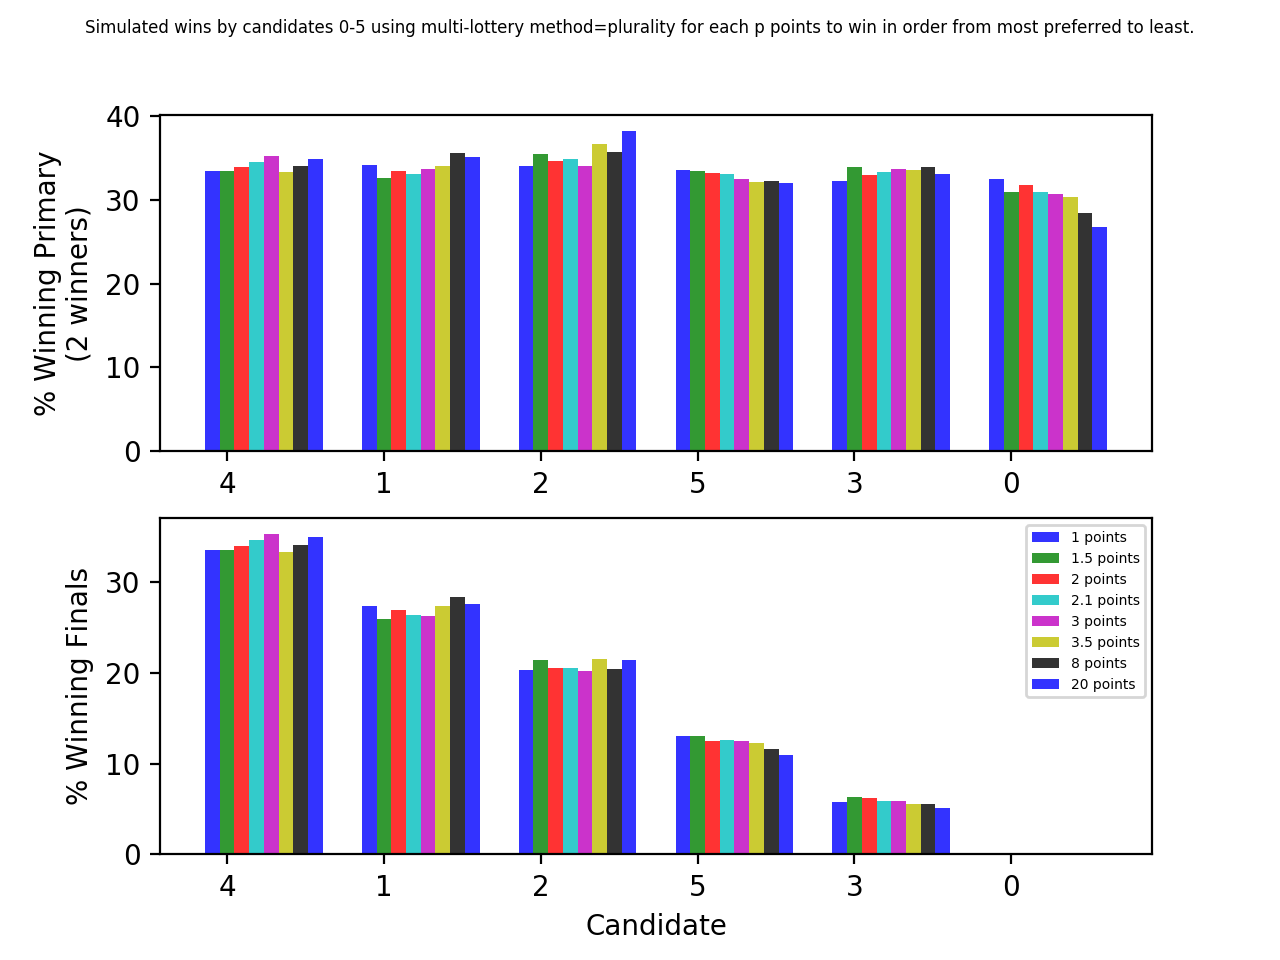 Simulated wins by candidates 0-5 using multi-lottery method=plurality for each p points to win in order from most preferred to least.
% Winning Primary
(2 winners)
40
30
20
10
0
4 1 2 5 3 0
% Winning Finals
30
20
10
0
1 points
1.5 points
2 points
2.1 points
3 points
3.5 points
8 points
20 points
4 1 2 5 3 0
Candidate